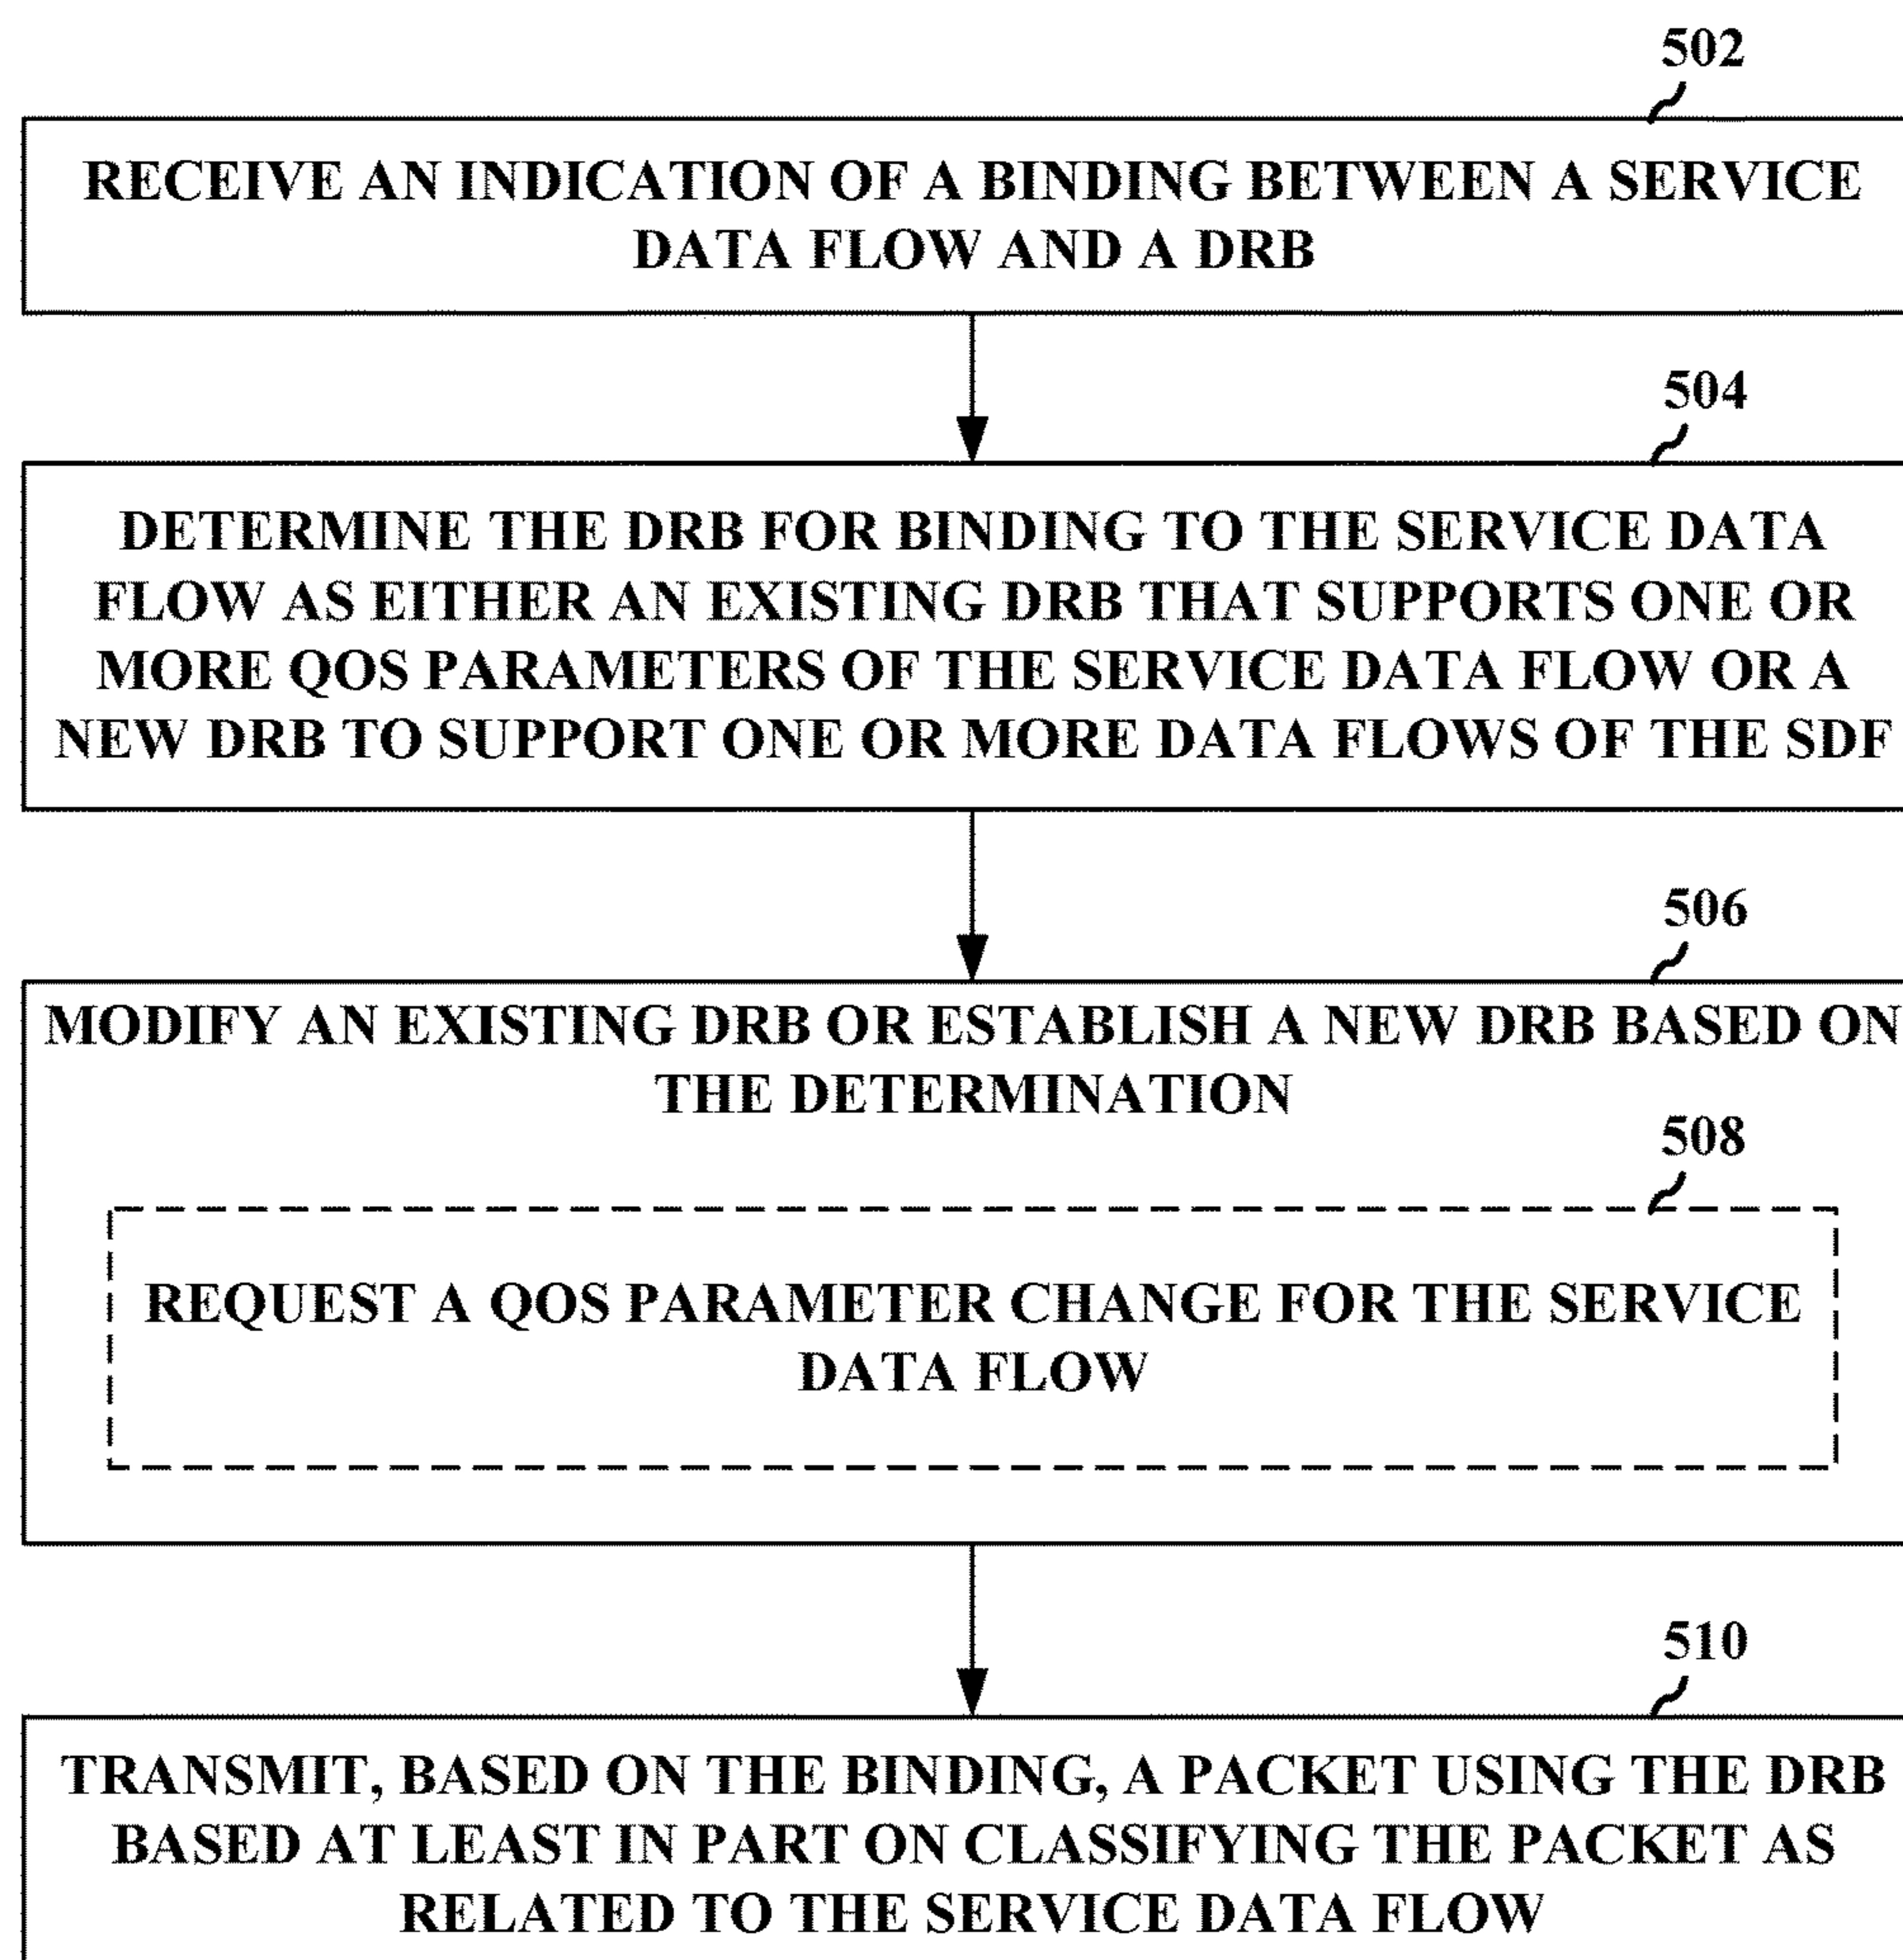 502
RECEIVE AN INDICATION OF A BINDING BETWEEN A SERVICE
DATA FLOW AND A DRB
504
DETERMINE THE DRB FOR BINDING TO THE SERVICE DATA
FLOW AS EITHER AN EXISTING DRB THAT SUPPORTS ONE OR
MORE QOS PARAMETERS OF THE SERVICE DATA FLOW OR A
NEW DRB TO SUPPORT ONE OR MORE DATA FLOWS OF THE SDF
506
MODIFY AN EXISTING DRB OR ESTABLISH A NEW DRB BASED ON
THE DETERMINATION
508
REQUEST A QOS PARAMETER CHANGE FOR THE SERVICE
DATA FLOW
510
TRANSMIT, BASED ON THE BINDING, A PACKET USING THE DRB
BASED AT LEAST IN PART ON CLASSIFYING THE PACKET AS
RELATED TO THE SERVICE DATA FLOW